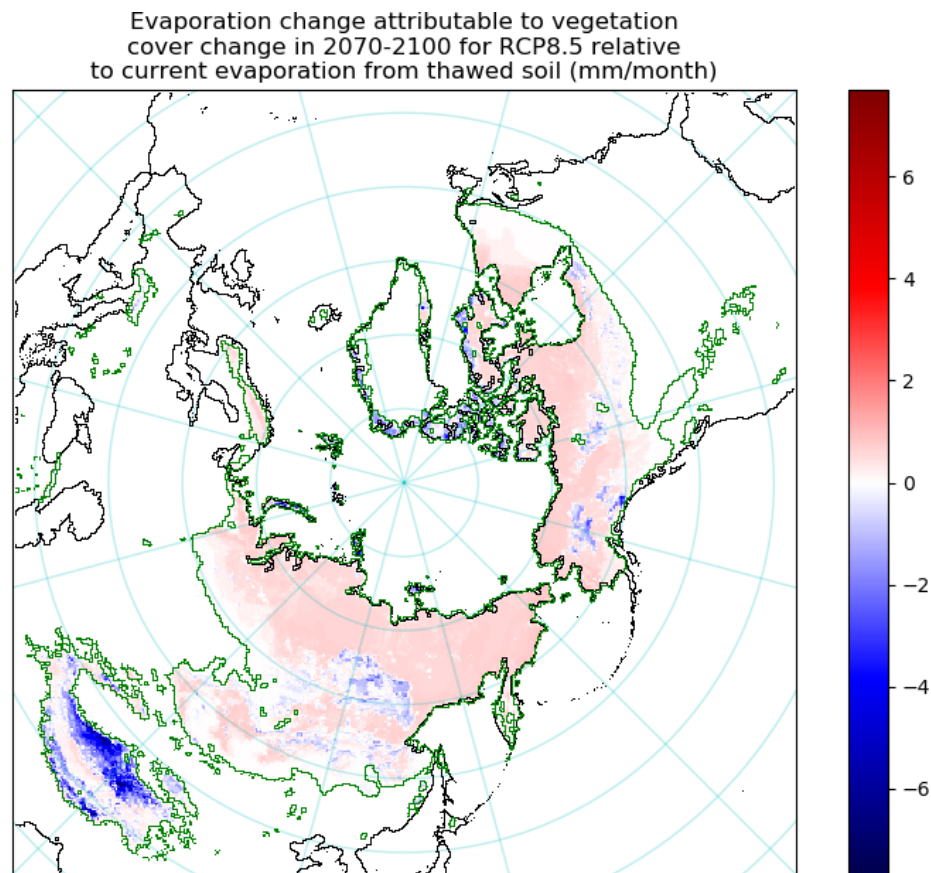 Evaporation change attributable to vegetation
cover change in 2070-2100 for RCP8.5 relative
to current evaporation from thawed soil (mm/month)
6
4
2
0
−2
−4
−6